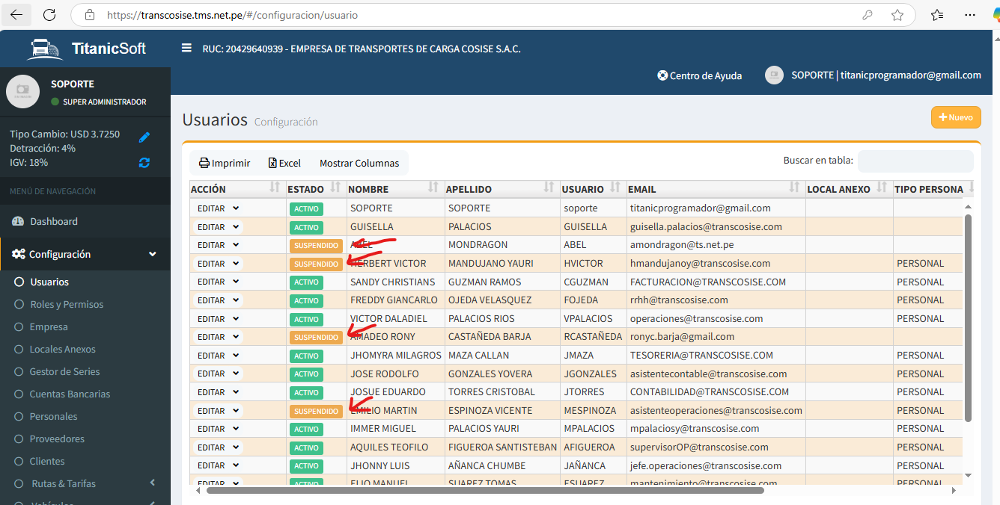 https://transcosise.tms.net.pe/#/configuracion/usuario
TitanicSoft
RUC: 20429640939 - EMPRESA DE TRANSPORTES DE CARGA COSISE S.A.C.
Centro de Ayuda
SOPORTE | titanicprogramador@gmail.com
SOPORTE
SUPER ADMINISTRADOR
Tipo Cambio: USD 3.7250
Detracción: 4%
IGV: 18%
MENÚ DE NAVEGACIÓN
Dashboard
Configuración
Usuarios
Roles y Permisos
Empresa
Locales Anexos
Gestor de Series
Cuentas Bancarias
Personales
Proveedores
Clientes
Rutas & Tarifas
Vehículos
Usuarios Configuración
Nuevo
Imprimir Excel Mostrar Columnas
Buscar en tabla:
ACCIÓN ESTADO NOMBRE APELLIDO USUARIO EMAIL LOCAL ANEXO TIPO PERSONA
EDITAR ACTIVO SOPORTE SOPORTE soporte titanicprogramador@gmail.com
EDITAR ACTIVO GUISELLA PALACIOS GUISELLA guisella.palacios@transcosise.com
EDITAR SUSPENDIDO ABEL MONDRAGON ABEL amondragon@ts.net.pe
EDITAR SUSPENDIDO HERBERT VICTOR MANDUJANO YAURI HVICTOR hmandujanoy@transcosise.com PERSONAL
EDITAR ACTIVO SANDY CHRISTIANS GUZMAN RAMOS CGUZMAN FACTURACION@TRANSCOSISE.COM PERSONAL
EDITAR ACTIVO FREDDY GIANCARLO OJEDA VELASQUEZ FOJEDA rrhh@transcosise.com PERSONAL
EDITAR ACTIVO VICTOR DALADIEL PALACIOS RIOS VPALACIOS operaciones@transcosise.com PERSONAL
EDITAR SUSPENDIDO AMADEO RONY CASTAÑEDA BARJA RCASTAÑEDA ronyc.barja@gmail.com
EDITAR ACTIVO JHOMYRA MILAGROS MAZA CALLAN JMAZA TESORERIA@TRANSCOSISE.COM PERSONAL
EDITAR ACTIVO JOSE RODOLFO GONZALES YOVERA JGONZALES asistentecontable@transcosise.com PERSONAL
EDITAR ACTIVO JOSUE EDUARDO TORRES CRISTOBAL JTORRES CONTABILIDAD@TRANSCOSISE.COM PERSONAL
EDITAR SUSPENDIDO EMILIO MARTIN ESPINOZA VICENTE MESPINOZA asistenteoperaciones@transcosise.com PERSONAL
EDITAR ACTIVO IMMER MIGUEL PALACIOS YAURI MPALACIOS mpalaciosy@transcosise.com PERSONAL
EDITAR ACTIVO AQUILES TEOFILO FIGUEROA SANTISTEBAN AFIGUEROA supervisorOP@transcosise.com PERSONAL
EDITAR ACTIVO JHONNY LUIS AÑANCA CHUMBE JAÑANCA jefe.operaciones@transcosise.com PERSONAL
EDITAR ACTIVO ELIO MANUEL SUAREZ TOMAS ESUAREZ mantenimiento@transcosise.com PERSONAL